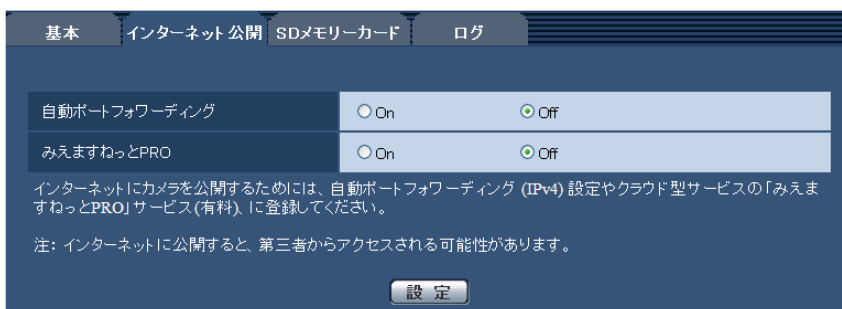 基本 インターネット公開 SDメモリーカード ログ
自動ポートフォワーディング On Off
みえますねっとPRO On Off
インターネットにカメラを公開するためには、自動ポートフォワーディング (IPv4) 設定やクラウド型サービスの「みえま
すねっとPRO」サービス(有料)、に登録してください。
注: インターネットに公開すると、第三者からアクセスされる可能性があります。
設定